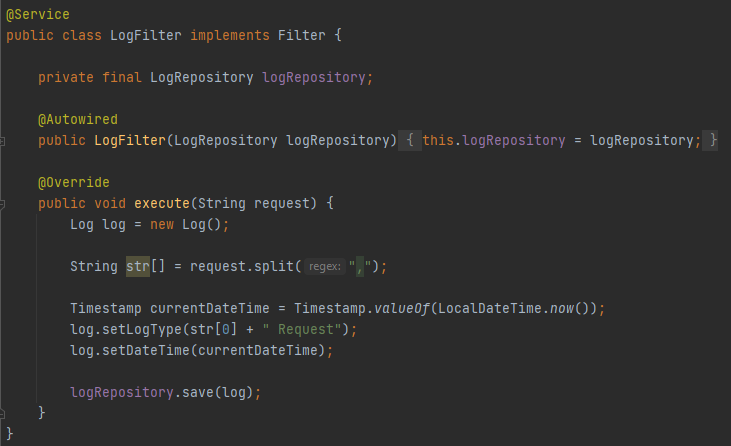 @Service
public class LogFilter implements Filter {
private final LogRepository logRepository;
@Autowired
public LogFilter(LogRepository logRepository) { this.logRepository = logRepository; }
@Override
public void execute(String request) {
Log log = new Log();
String str[] = request.split( regex: ",");
Timestamp currentDateTime = Timestamp.valueOf(LocalDateTime.now());
log.setLogType(str[0] + " Request");
log.setDateTime(currentDateTime);
logRepository.save(log);
}
}